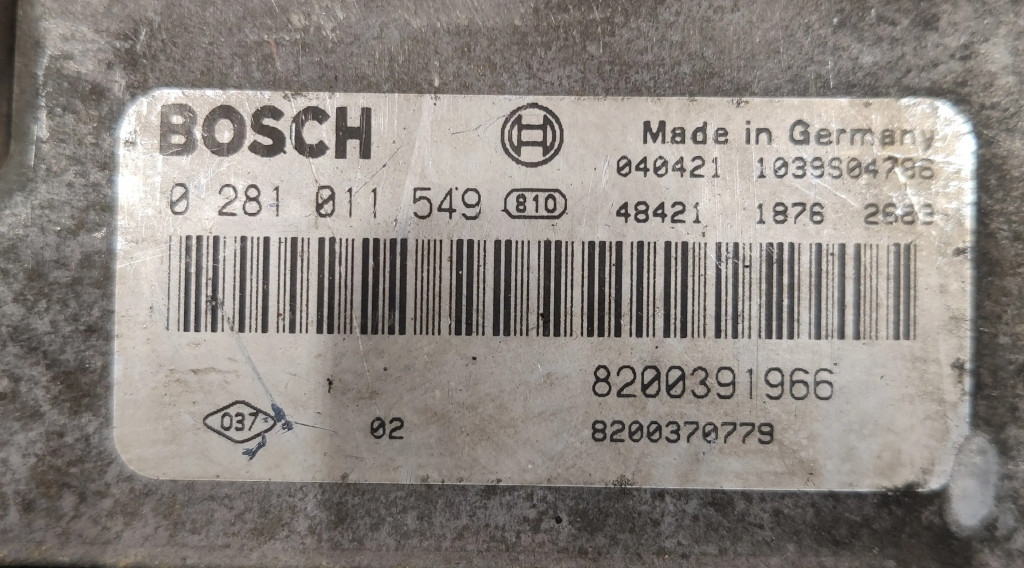 BOSCH
Made in Germany
040421 1039S04796
0 281 011 549 810 48421 1876 2683
8200391966
037 02 8200370779